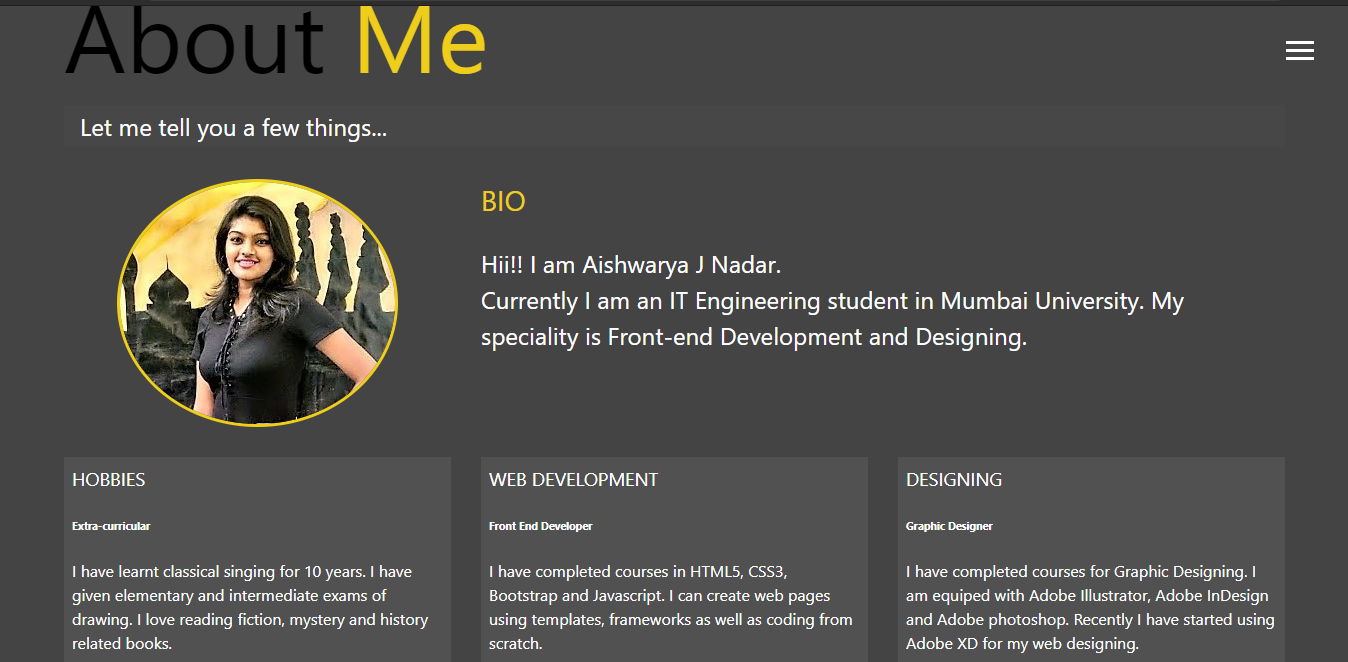 About Me
Let me tell you a few things...
BIO
Hii!! I am Aishwarya J Nadar.
Currently I am an IT Engineering student in Mumbai University. My
speciality is Front-end Development and Designing.
HOBBIES
Extra-curricular
I have learnt classical singing for 10 years. I have
given elementary and intermediate exams of
drawing. I love reading fiction, mystery and history
related books.
WEB DEVELOPMENT
Front End Developer
I have completed courses in HTML5, CSS3,
Bootstrap and Javascript. I can create web pages
using templates, frameworks as well as coding from
scratch.
DESIGNING
Graphic Designer
I have completed courses for Graphic Designing. I
am equiped with Adobe Illustrator, Adobe InDesign
and Adobe photoshop. Recently I have started using
Adobe XD for my web designing.